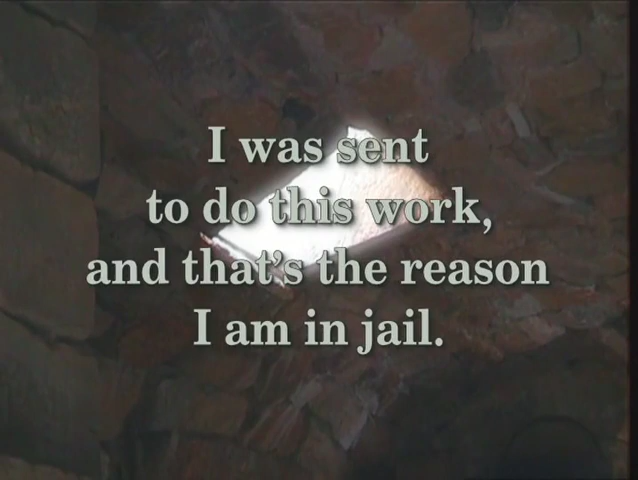 I was sent
to do this work,
and that’s the reason
I am in jail.